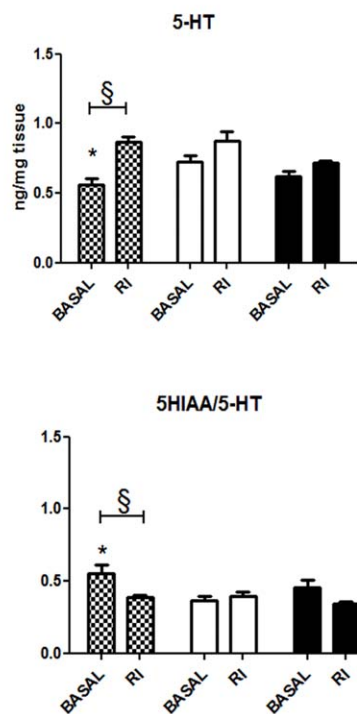 5-HT
ng/mg tissue
1.5
1.0
0.5
0.0
§
*
BASAL RI BASAL RI BASAL RI
5HIAA/5-HT
1.5
1.0
0.5
0.0
§
*
BASAL RI BASAL RI BASAL RI